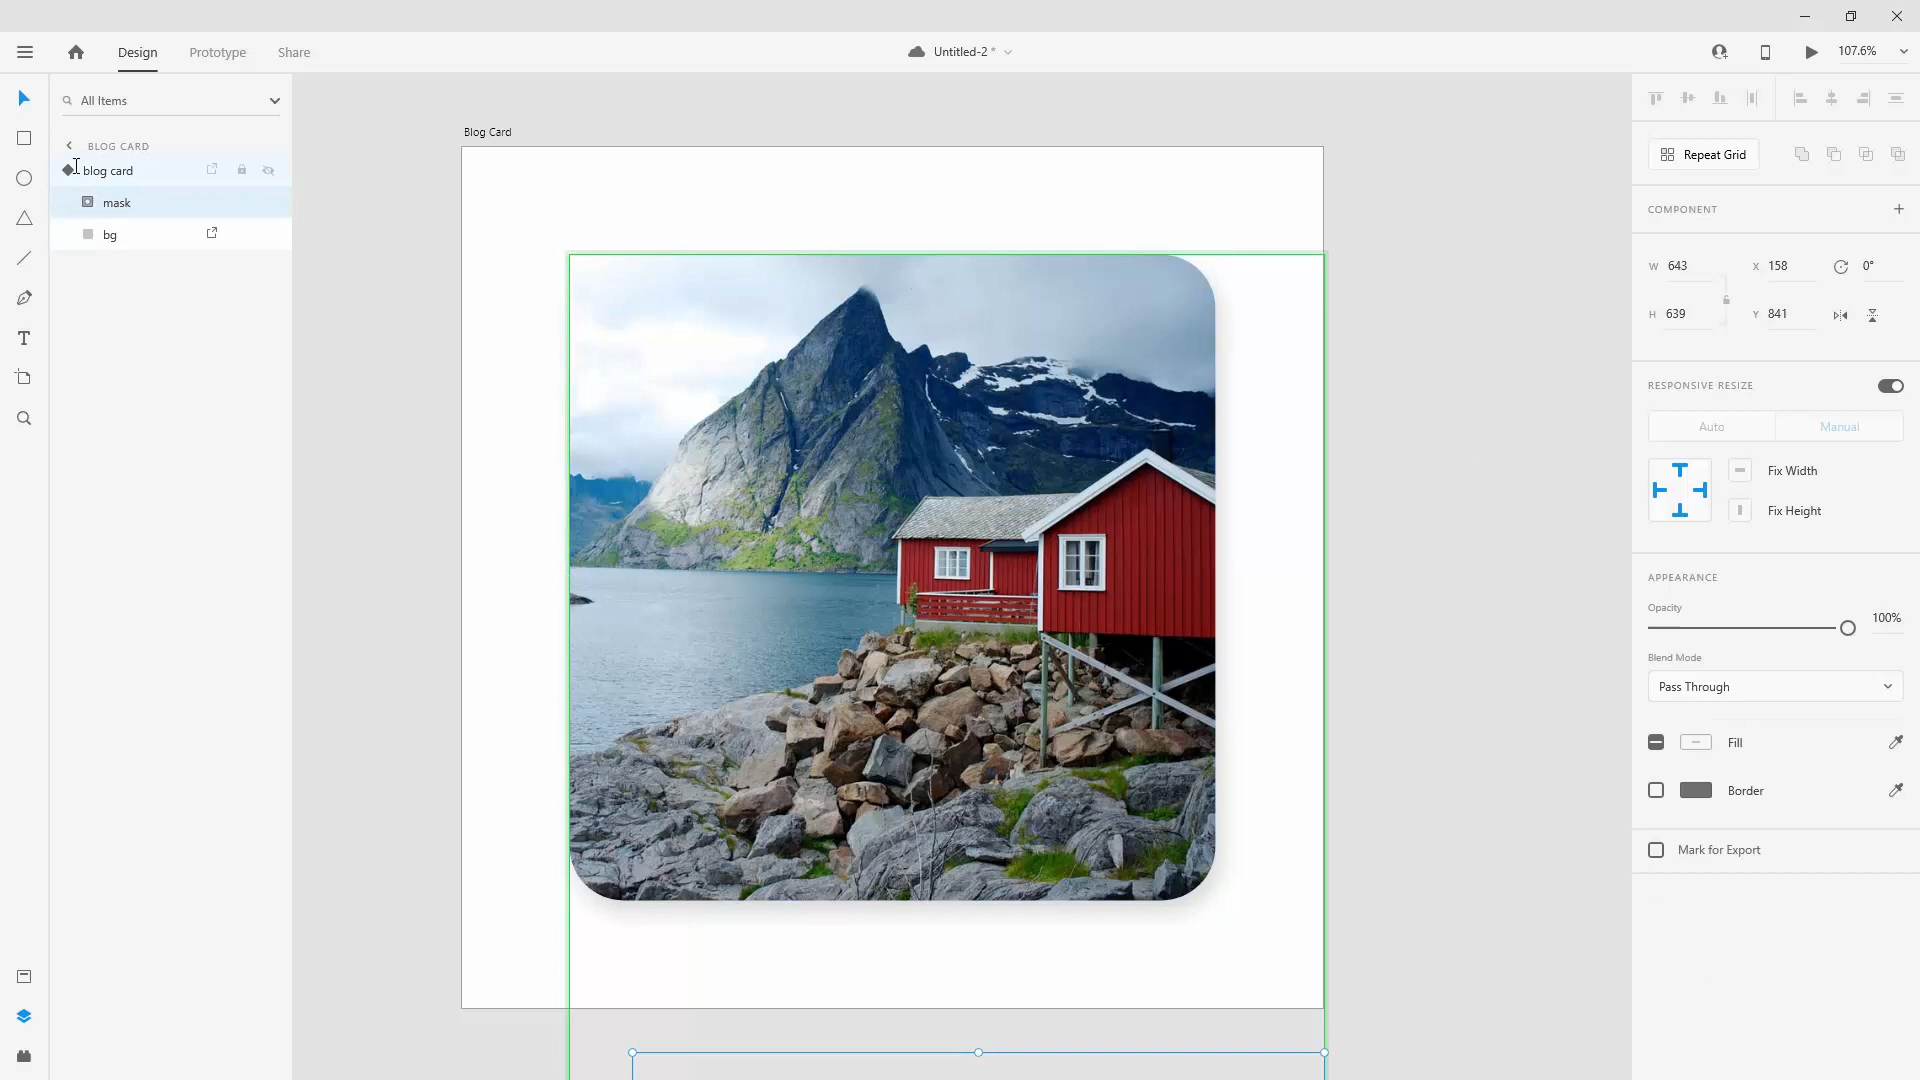 Design
Prototype
Share
Untitled-2 *
107.6%
All Items
BLOG CARD
blog card
mask
bg
Blog Card
Repeat Grid
COMPONENT
W 643
X 158
0°
H 639
Y 841
RESPONSIVE RESIZE
Auto
Manual
Fix Width
Fix Height
APPEARANCE
Opacity
100%
Blend Mode
Pass Through
Fill
Border
Mark for Export